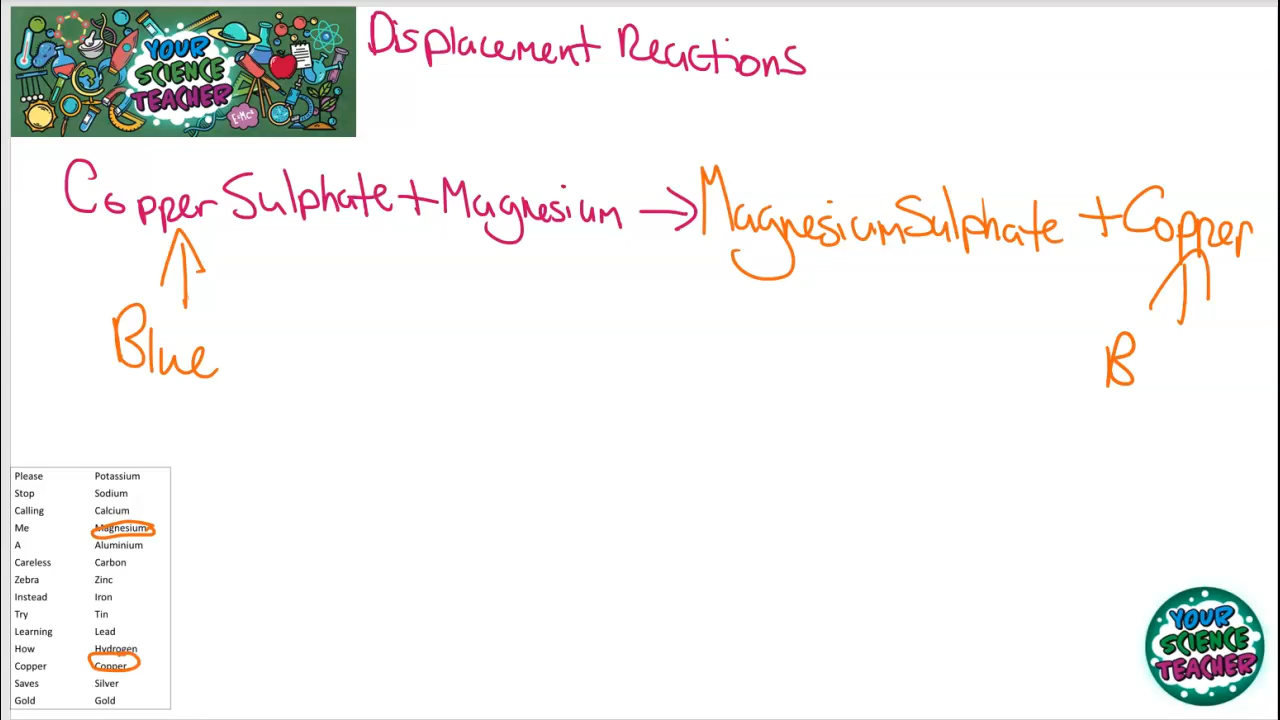 YOUR
SCIENCE
TEACHER
E=MC²
Displacement Reactions
Copper Sulphate + Magnesium → Magnesium Sulphate + Copper
Blue
B
Please Potassium
Stop Sodium
Calling Calcium
Me Magnesium
A Aluminium
Careless Carbon
Zebra Zinc
Instead Iron
Try Tin
Learning Lead
How Hydrogen
Copper Copper
Saves Silver
Gold Gold
YOUR
SCIENCE
TEACHER